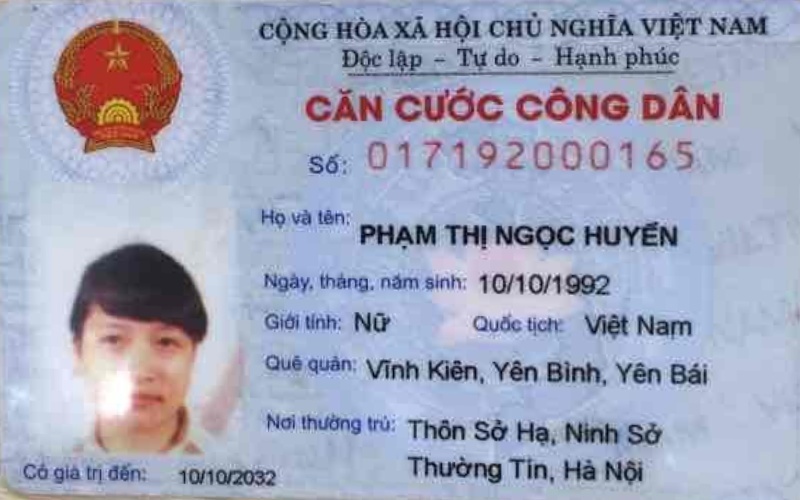 CỘNG HÒA XÃ HỘI CHỦ NGHĨA VIỆT NAM
Độc lập – Tự do – Hạnh phúc
CĂN CƯỚC CÔNG DÂN
Số: 017192000165
Họ và tên: PHẠM THỊ NGỌC HUYẾN
Ngày, tháng, năm sinh: 10/10/1992
Giới tính: Nữ Quốc tịch: Việt Nam
Quê quán: Vĩnh Kiên, Yên Bình, Yên Bái
Nơi thường trú: Thôn Sở Hạ, Ninh Sở
Thường Tín, Hà Nội
Có giá trị đến: 10/10/2032